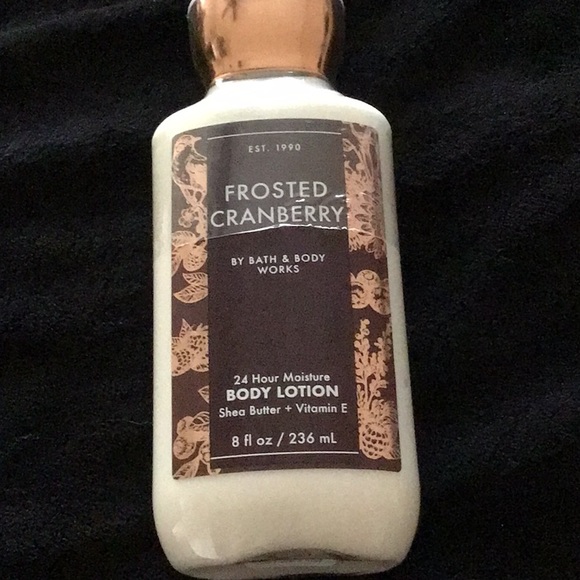 EST. 1990
FROSTED
CRANBERRY
BY BATH & BODY
WORKS
24 Hour Moisture
BODY LOTION
Shea Butter + Vitamin E
8 fl oz / 236 mL